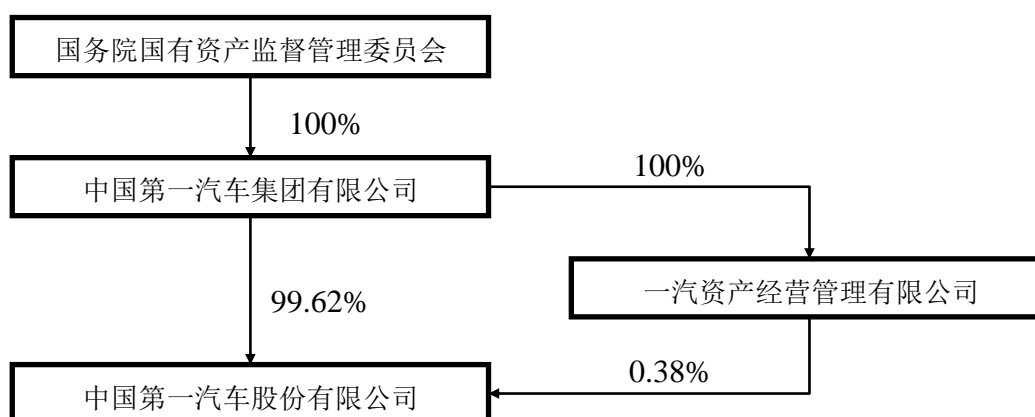 国务院国有资产监督管理委员会
100%
中国第一汽车集团有限公司
100%
一汽资产经营管理有限公司
99.62%
0.38%
中国第一汽车股份有限公司